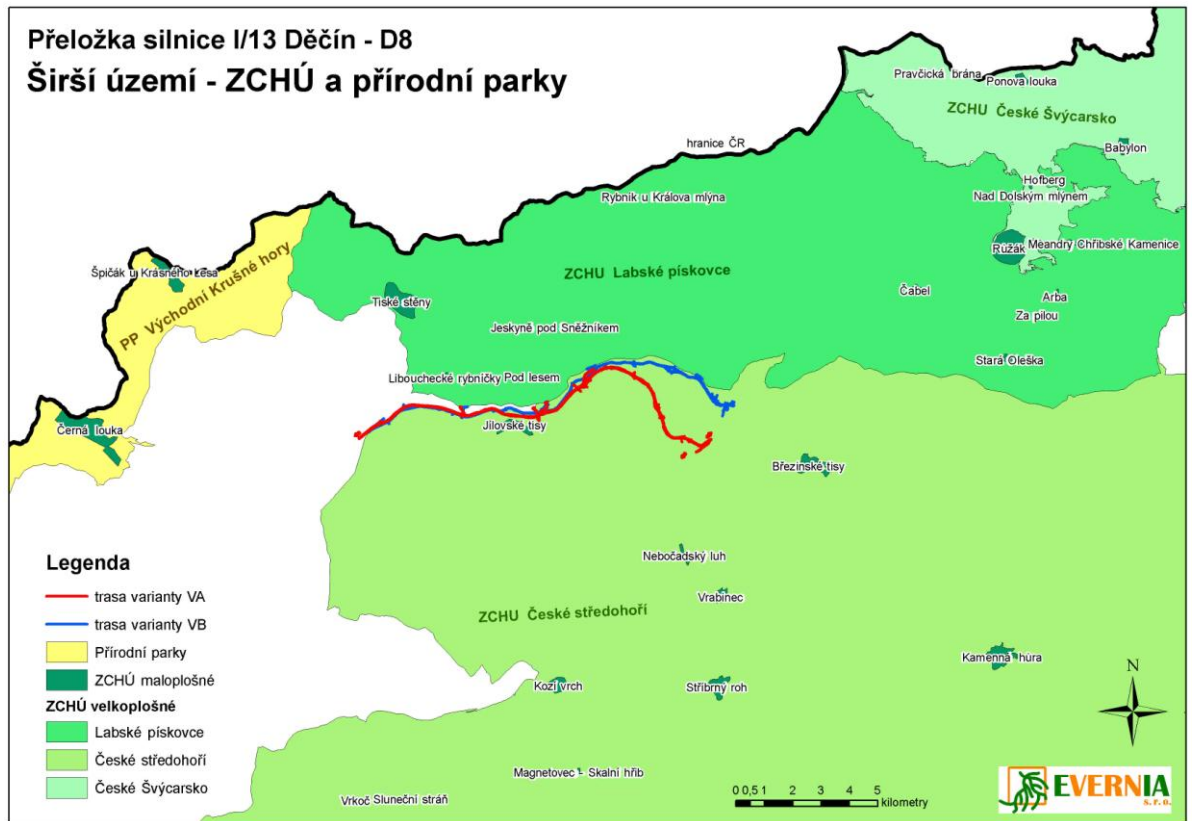 Přeložka silnice I/13 Děčín - D8
Širší území - ZCHÚ a přírodní parky
Pravčická brána
Ponova louka
ZCHU České Švýcarsko
hranice ČR
Babylon
Hofberg
Rybník u Králova mlýna
Nad Dolským mlýnem
Růžák
Meandry Chřibské Kamenice
Špičák u Krásného Lesa
PP Východní Krušné hory
ZCHU Labské pískovce
Tiské stěny
Čabel
Arba
Za pilou
Jeskyně pod Sněžníkem
Stará Oleška
Libouchecké rybníčky
Pod lesem
Černá louka
Jílovské tisy
Březinské tisy
Nebočadský luh
Vrabinec
ZCHU České středohoří
Kamenná hůra
Kozí vrch
Stříbrný roh
Magnetovec - Skalní hřib
Vrkoč
Sluneční stráň
Legenda
trasa varianty VA
trasa varianty VB
Přírodní parky
ZCHÚ maloplošné
ZCHÚ velkoplošné
Labské pískovce
České středohoří
České Švýcarsko
N
0 0,5 1 2 3 4 5
kilometry
EVERNIA
s.r.o.